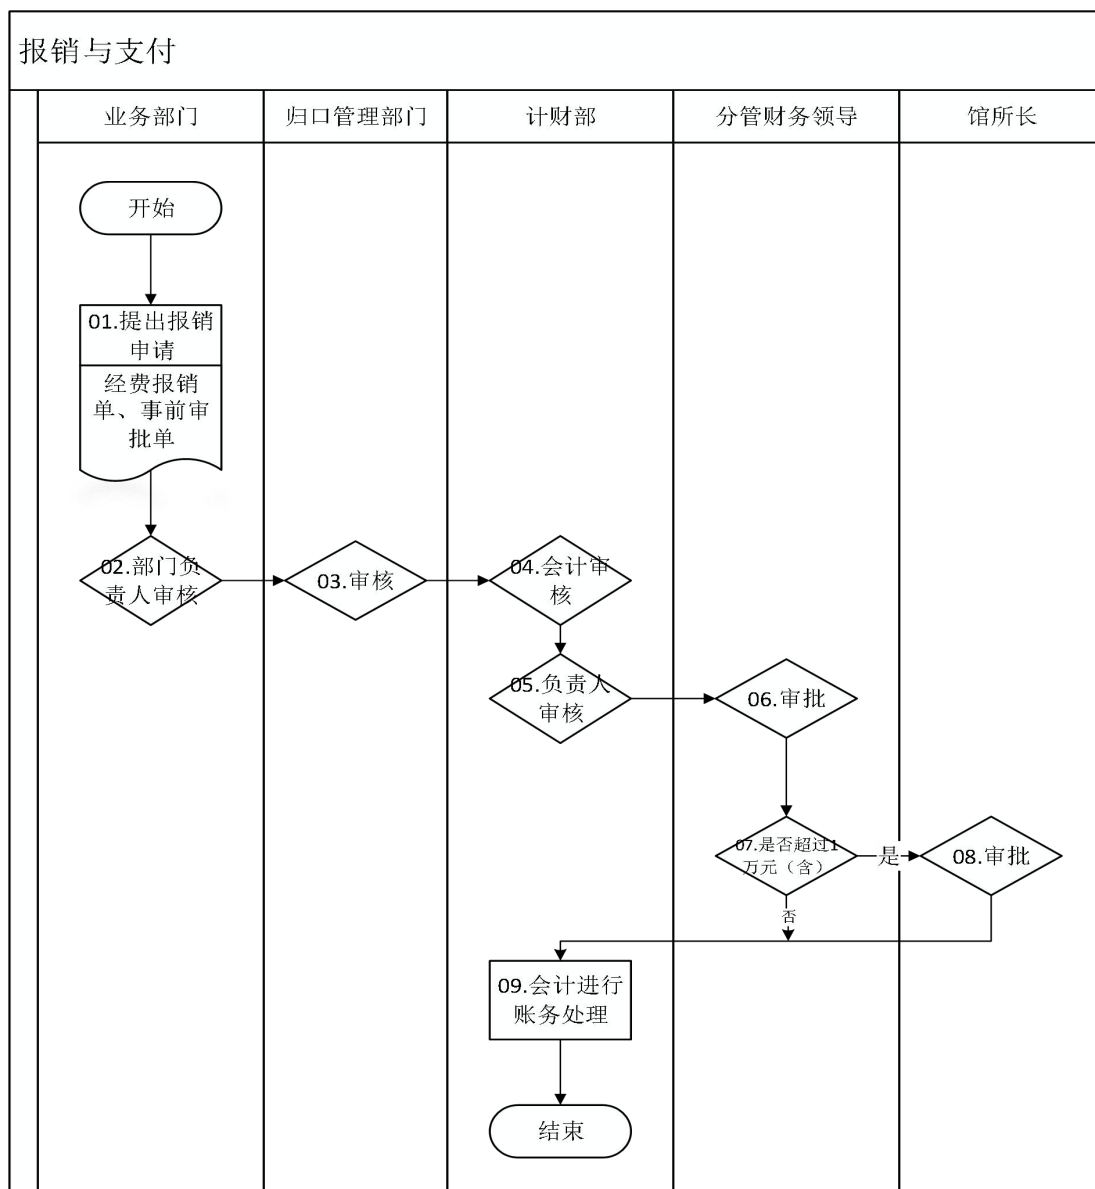 报销与支付
业务部门
归口管理部门
计财部
分管财务领导
馆所长
开始
01.提出报销
申请
经费报销
单、事前审
批单
02.部门负
责人审核
03.审核
04.会计审
核
05.负责人
审核
06.审批
07.是否超过1
万元（含）
是
08.审批
否
09.会计进行
账务处理
结束